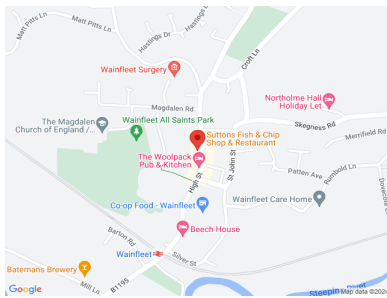 Matt Pitts Ln
Hastings Dr
Hastings Ln
Matt Pitts Ln
Croft Ln
Wainfleet Surgery
Northolme Hall
Holiday Let
Magdalen Rd
Skegness Rd
The Magdalen
Church of England /...
Wainfleet All Saints Park
Suttons Fish & Chip
Shop & Restaurant
Merrifield Rd
The Woolpack
Pub & Kitchen
St John St
Patten Ave
Rumbold Ln
High St
Wainfleet Care Home
Co-op Food - Wainfleet
Beech House
Barton Rd
Wainfleet
Silver St
Batemans Brewery
Mill Ln
B1195
Google
Map data ©2024